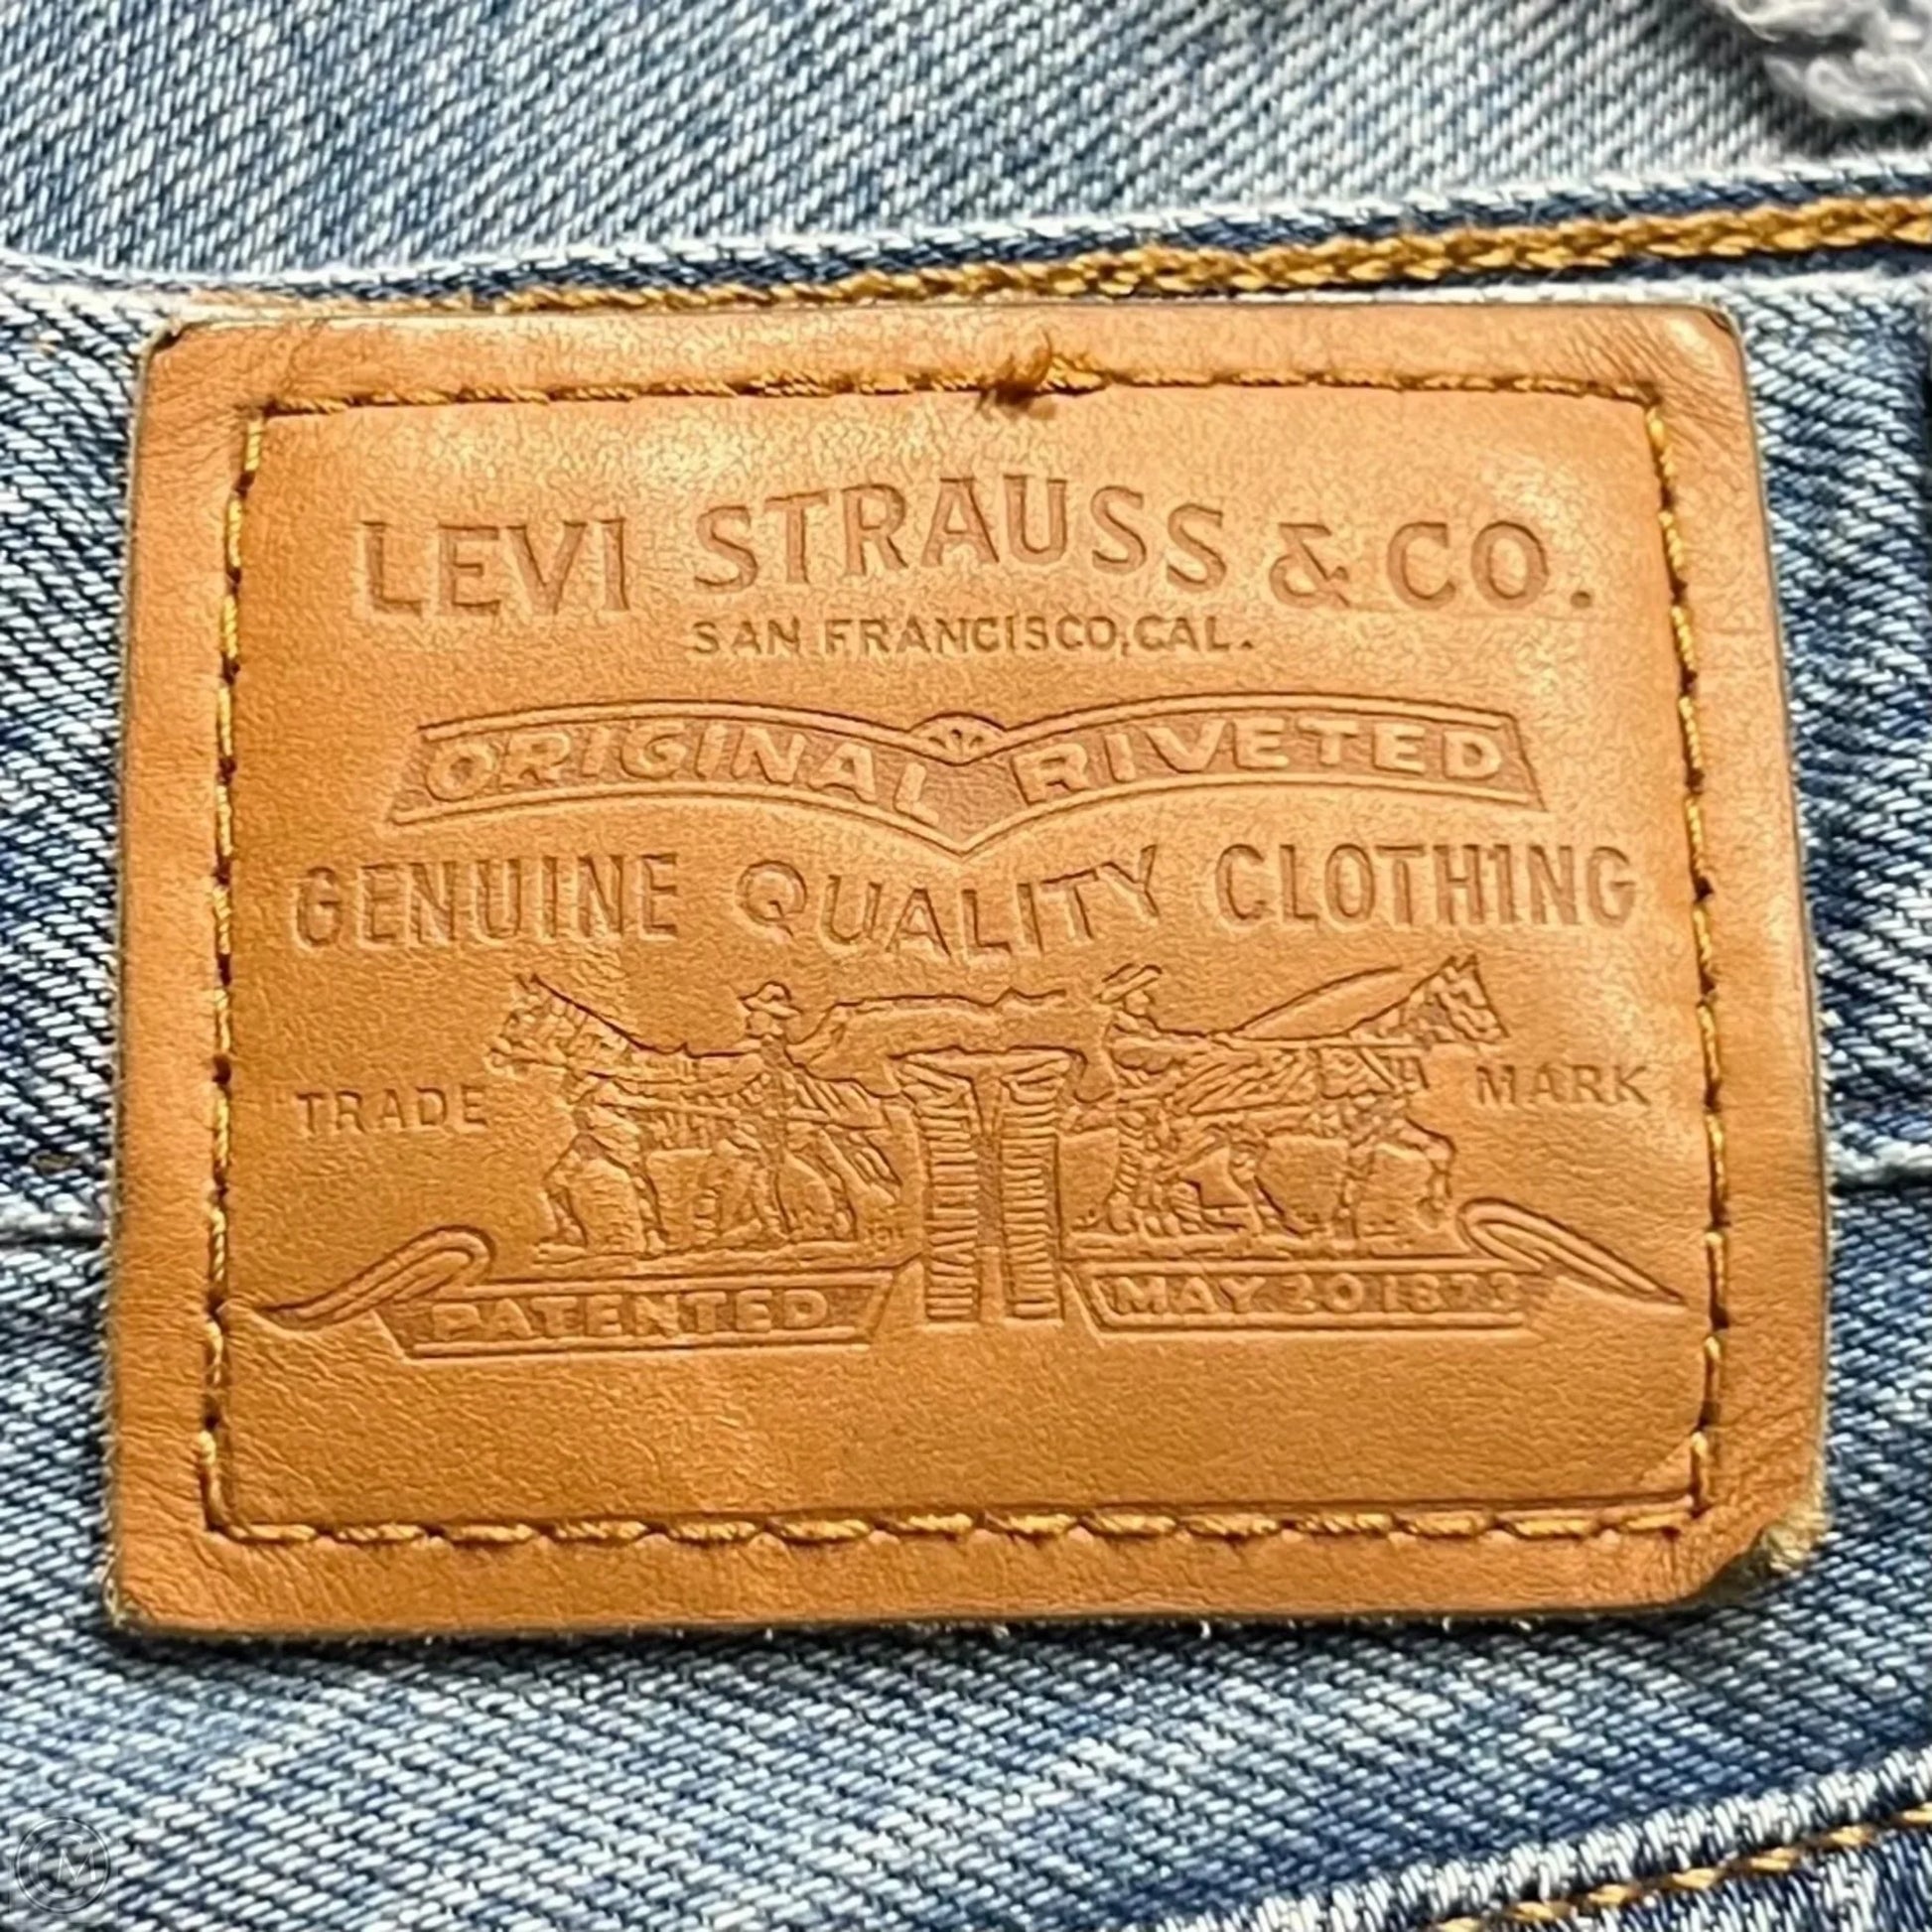 LEVI STRAUSS & CO.
SAN FRANCISCO, CAL.
ORIGINAL RIVETED
GENUINE QUALITY CLOTHING
TRADE MARK
PATENTED MAY 20 1873